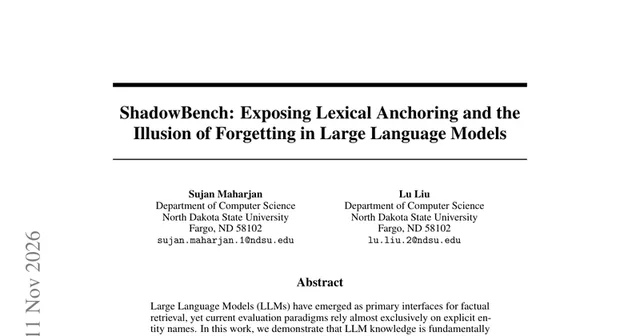 ShadowBench: Exposing Lexical Anchoring and the
Illusion of Forgetting in Large Language Models
Sujan Maharjan
Department of Computer Science
North Dakota State University
Fargo, ND 58102
sujan.maharjan.1@ndsu.edu
Lu Liu
Department of Computer Science
North Dakota State University
Fargo, ND 58102
lu.liu.2@ndsu.edu
11 Nov 2026
Abstract
Large Language Models (LLMs) have emerged as primary interfaces for factual
retrieval, yet current evaluation paradigms rely almost exclusively on explicit en-
tity names. In this work, we demonstrate that LLM knowledge is fundamentally